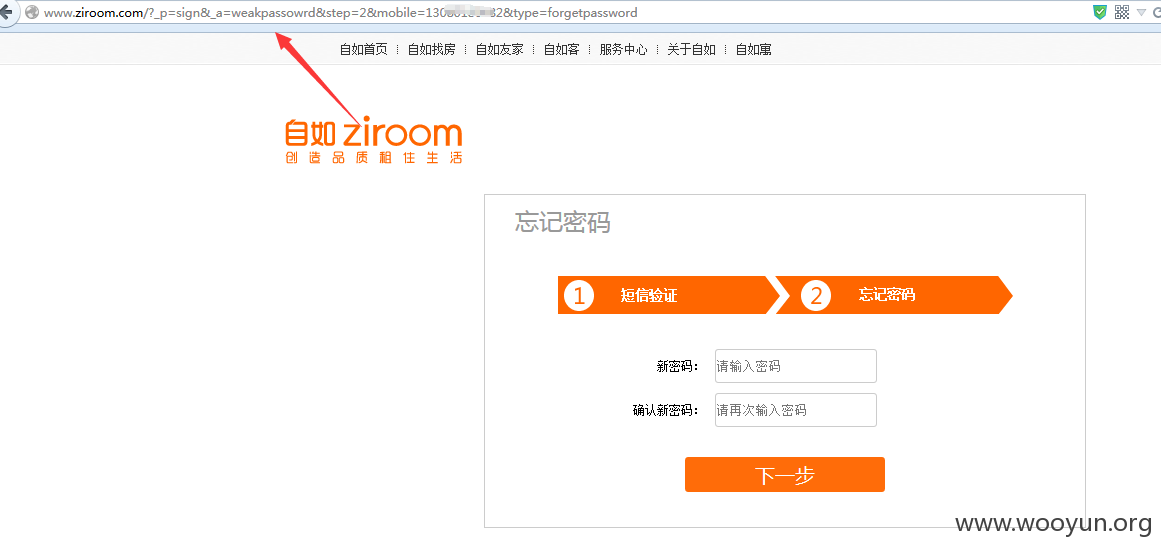 www.ziroom.com/?_p=sign&_a=weakpassowrd&step=2&mobile=130 32&type=forgetpassword
自如首页 自如找房 自如友家 自如客 服务中心 关于自如 自如寓
自如 ziroom
创造品质租住生活
忘记密码
1 短信验证 2 忘记密码
新密码： 请输入密码
确认新密码： 请再次输入密码
下一步
www.wooyun.org